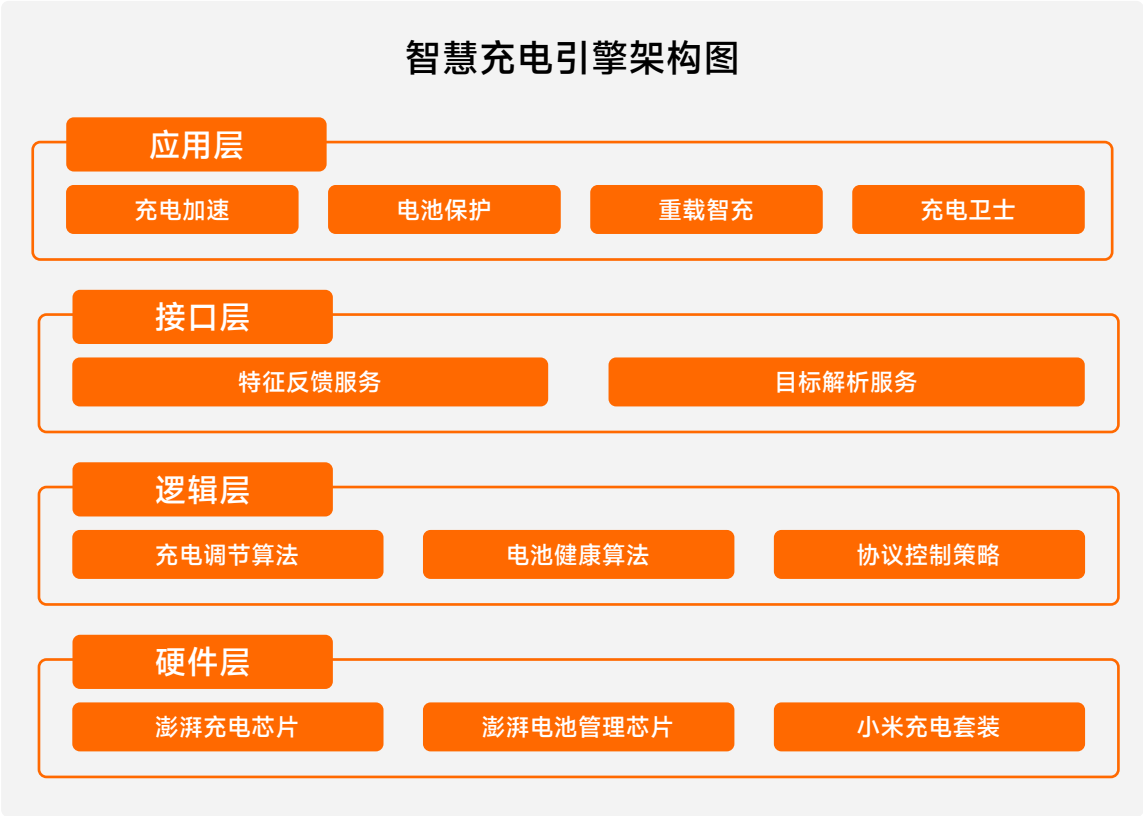 智慧充电引擎架构图
应用层
充电加速
电池保护
重载智充
充电卫士
接口层
特征反馈服务
目标解析服务
逻辑层
充电调节算法
电池健康算法
协议控制策略
硬件层
澎湃充电芯片
澎湃电池管理芯片
小米充电套装